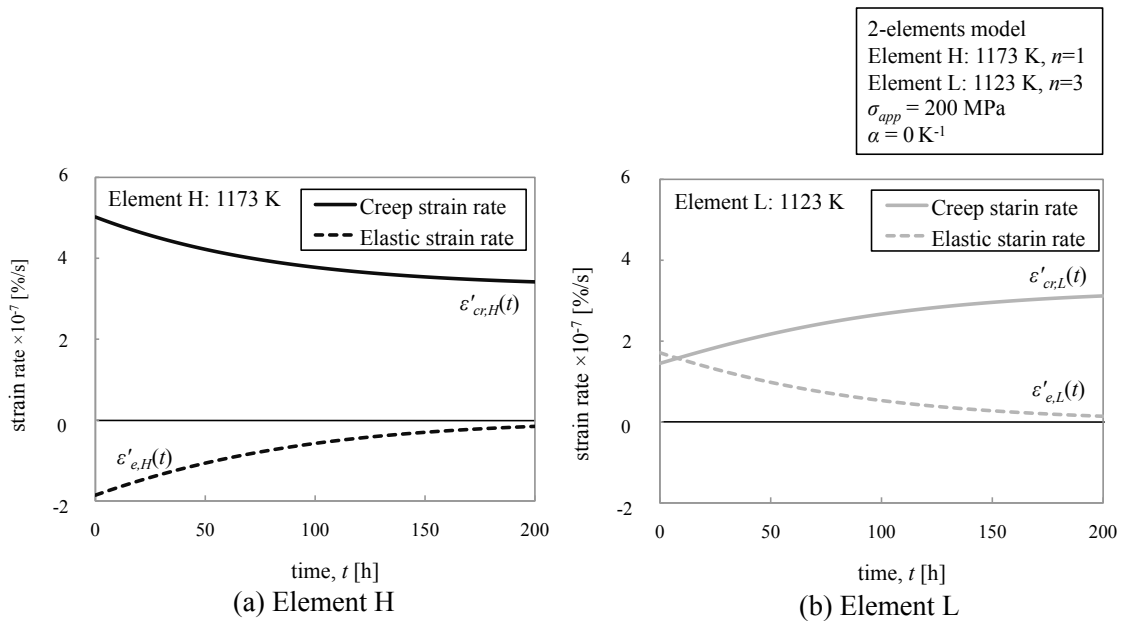 2-elements model
Element H: 1173 K, n=1
Element L: 1123 K, n=3
σapp = 200 MPa
α = 0 K-1
6
4
2
0
-2
strain rate ×10-7 [%/s]
Element H: 1173 K
Creep strain rate
Elastic strain rate
ε′cr,H(t)
ε′e,H(t)
0
50
100
150
200
time, t [h]
(a) Element H
6
4
2
0
-2
strain rate ×10-7 [%/s]
Element L: 1123 K
Creep starin rate
Elastic starin rate
ε′cr,L(t)
ε′e,L(t)
0
50
100
150
200
time, t [h]
(b) Element L